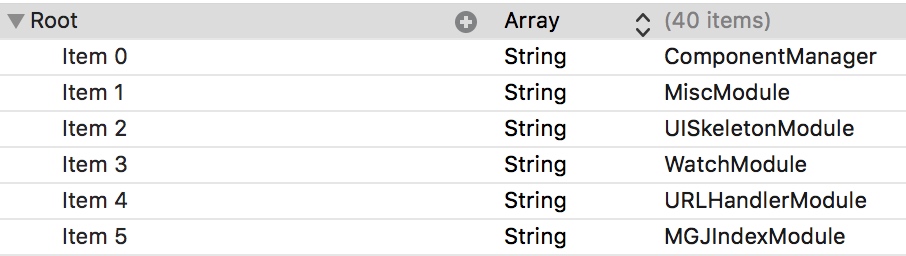 Root Array (40 items)
Item 0 String ComponentManager
Item 1 String MiscModule
Item 2 String UISkeletonModule
Item 3 String WatchModule
Item 4 String URLHandlerModule
Item 5 String MGJIndexModule